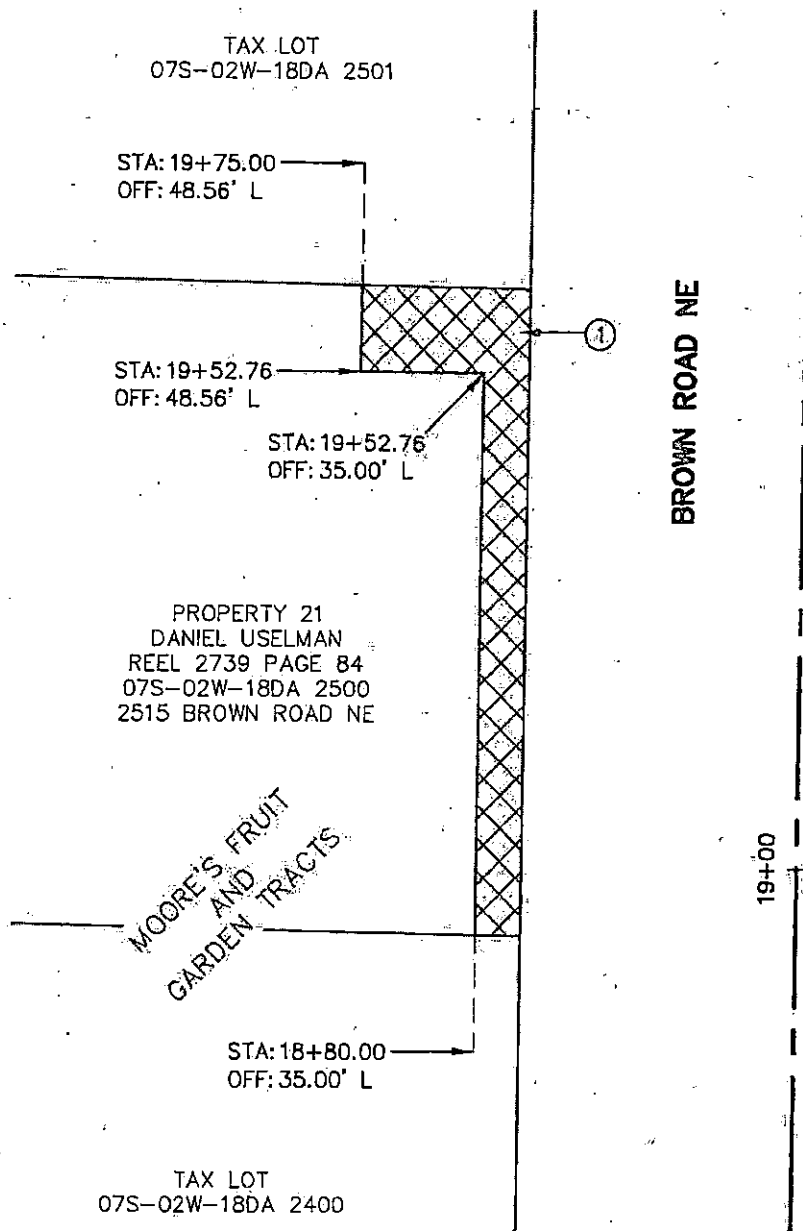 TAX LOT
07S-02W-18DA 2501
STA: 19+75.00
OFF: 48.56' L
1
BROWN ROAD NE
STA: 19+52.76
OFF: 48.56' L
STA: 19+52.76
OFF: 35.00' L
PROPERTY 21
DANIEL USELMAN
REEL 2739 PAGE 84
07S-02W-18DA 2500
2515 BROWN ROAD NE
MOORE'S FRUIT
AND
GARDEN TRACTS
19+00
STA: 18+80.00
OFF: 35.00' L
TAX LOT
07S-02W-18DA 2400